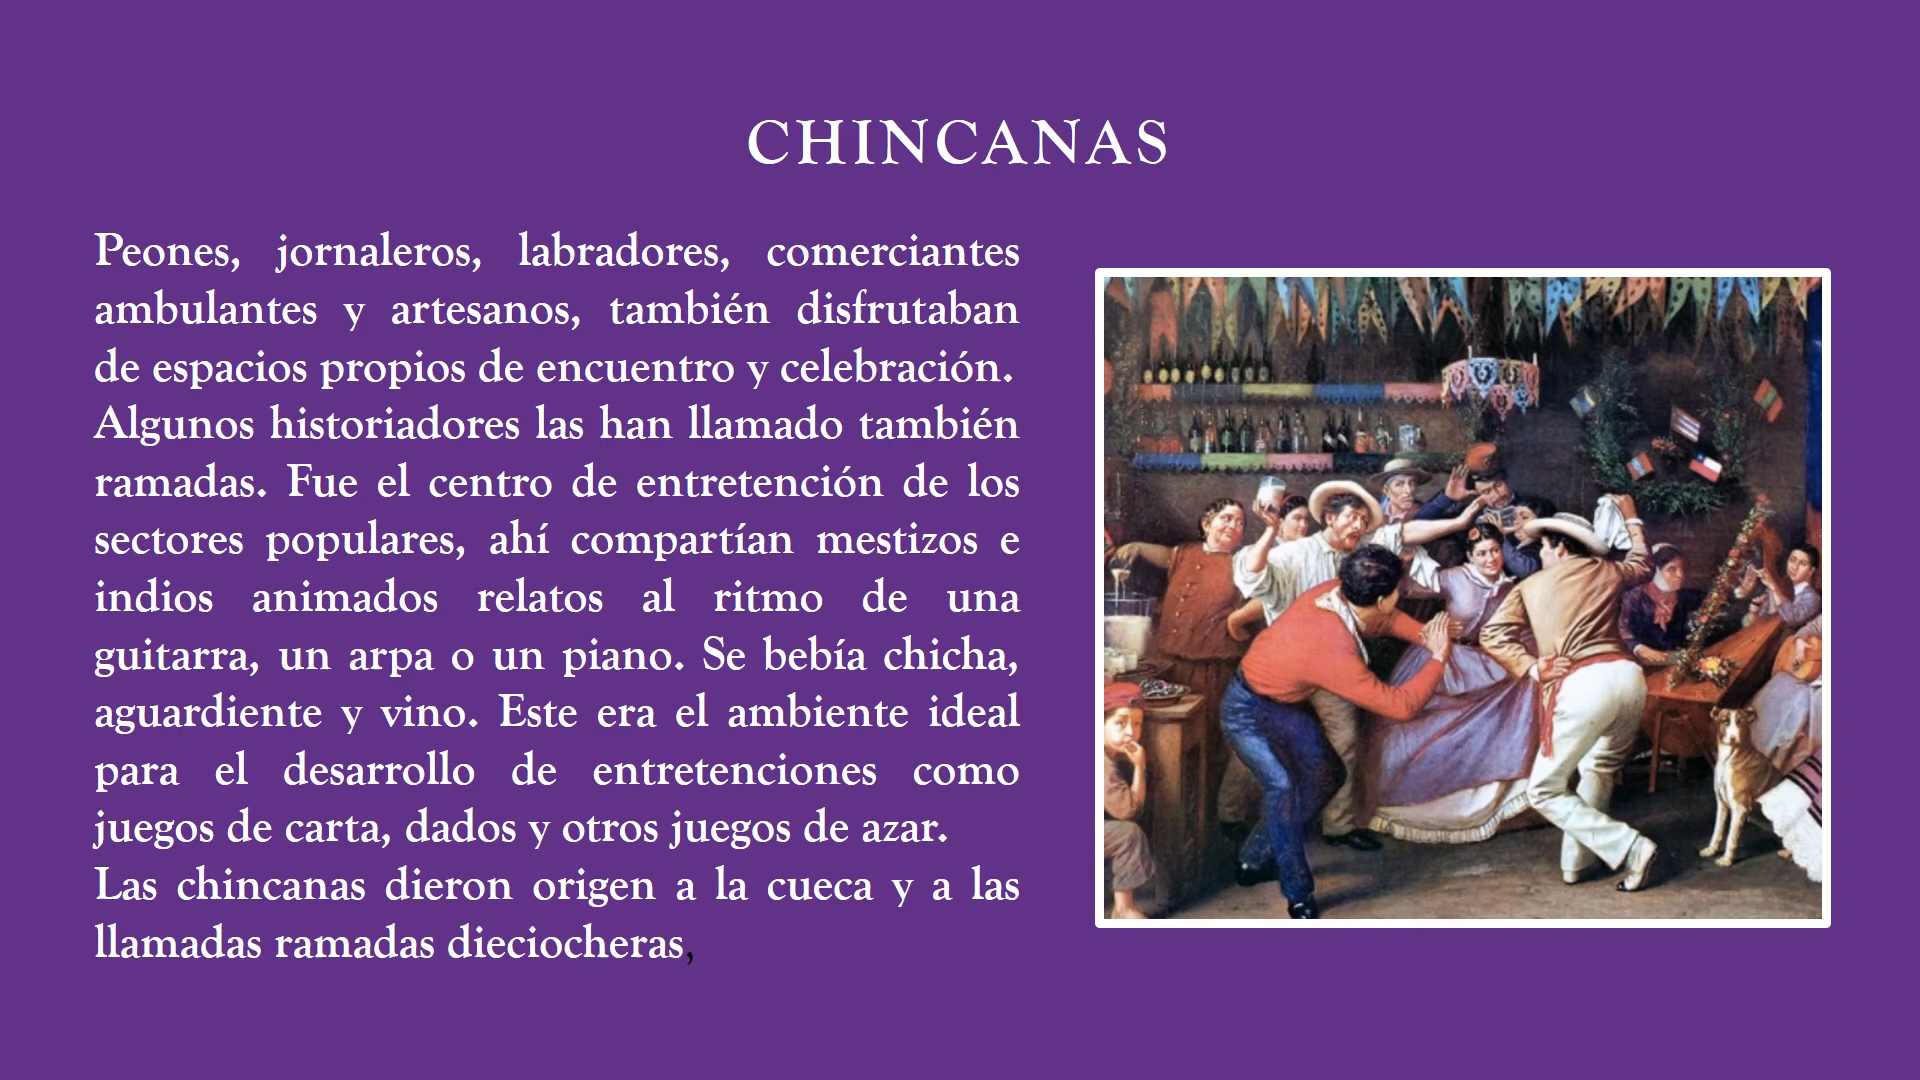 CHINCANAS
Peones, jornaleros, labradores, comerciantes
ambulantes y artesanos, también disfrutaban
de espacios propios de encuentro y celebración.
Algunos historiadores las han llamado también
ramadas. Fue el centro de entretención de los
sectores populares, ahí compartían mestizos e
indios animados relatos al ritmo de una
guitarra, un arpa o un piano. Se bebía chicha,
aguardiente y vino. Este era el ambiente ideal
para el desarrollo de entretenciones como
juegos de carta, dados y otros juegos de azar.
Las chincanas dieron origen a la cueca y a las
llamadas ramadas dieciocheras,